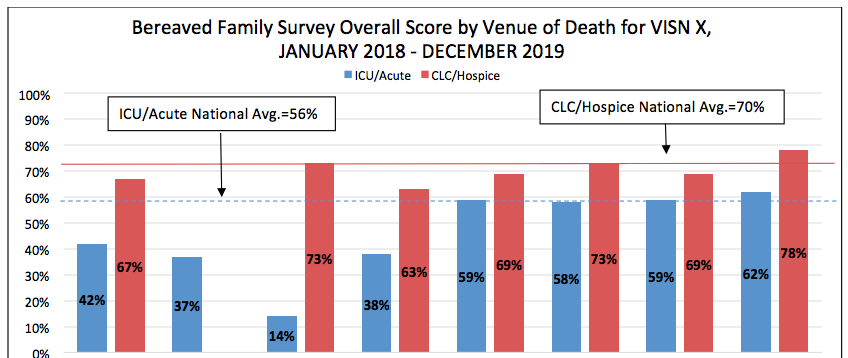 Bereaved Family Survey Overall Score by Venue of Death for VISN X,
JANUARY 2018 - DECEMBER 2019
ICU/Acute CLC/Hospice
100%
90%
80%
70%
60%
50%
40%
30%
20%
10%
0%
ICU/Acute National Avg.=56%
CLC/Hospice National Avg.=70%
42% 67% 37% 14% 73% 38% 63% 59% 69% 58% 73% 59% 69% 62% 78%